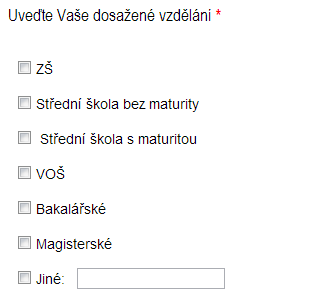 Uveďte Vaše dosažené vzdělání *
ZŠ
Střední škola bez maturity
Střední škola s maturitou
VOŠ
Bakalářské
Magisterské
Jiné: